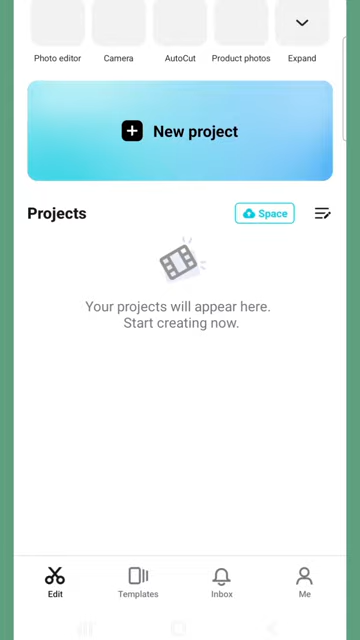 Photo editor
Camera
AutoCut
Product photos
Expand
New project
Projects
Space
Your projects will appear here.
Start creating now.
Edit
Templates
Inbox
Me